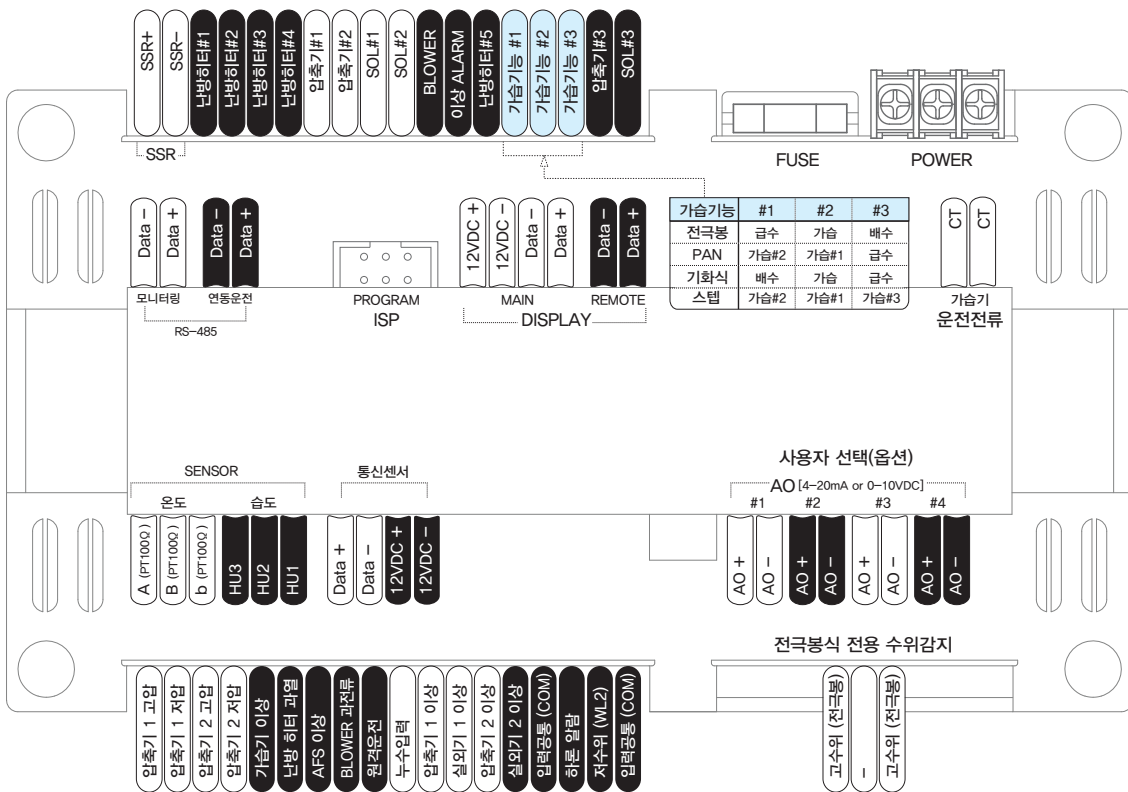 SSR+
SSR−
난방히터#1
난방히터#2
난방히터#3
난방히터#4
압축기#1
압축기#2
SOL#1
SOL#2
BLOWER
이상 ALARM
난방히터#5
가습기능 #1
가습기능 #2
가습기능 #3
압축기#3
SOL#3
SSR
FUSE
POWER
Data −
Data +
Data −
Data +
12VDC +
12VDC −
Data −
Data +
Data −
Data +
CT
CT
가습기능 #1 #2 #3
전극봉 급수 가습 배수
PAN 가습#2 가습#1 급수
기화식 배수 가습 급수
스텝 가습#2 가습#1 가습#3
모니터링
연동운전
RS−485
PROGRAM
ISP
MAIN
REMOTE
DISPLAY
가습기
운전전류
SENSOR
온도
습도
통신센서
사용자 선택(옵션)
AO [4−20mA or 0−10VDC]
#1
#2
#3
#4
A (PT100Ω)
B (PT100Ω)
b (PT100Ω)
HU3
HU2
HU1
Data +
Data −
12VDC +
12VDC −
AO +
AO −
AO +
AO −
AO +
AO −
AO +
AO −
전극봉식 전용 수위감지
압축기 1 고압
압축기 1 저압
압축기 2 고압
압축기 2 저압
가습기 이상
난방 히터 과열
AFS 이상
BLOWER 과전류
원격운전
누수입력
압축기 1 이상
실외기 1 이상
압축기 2 이상
실외기 2 이상
입력공통 (COM)
하론 알람
저수위 (WL2)
입력공통 (COM)
고수위 (전극봉)
−
고수위 (전극봉)